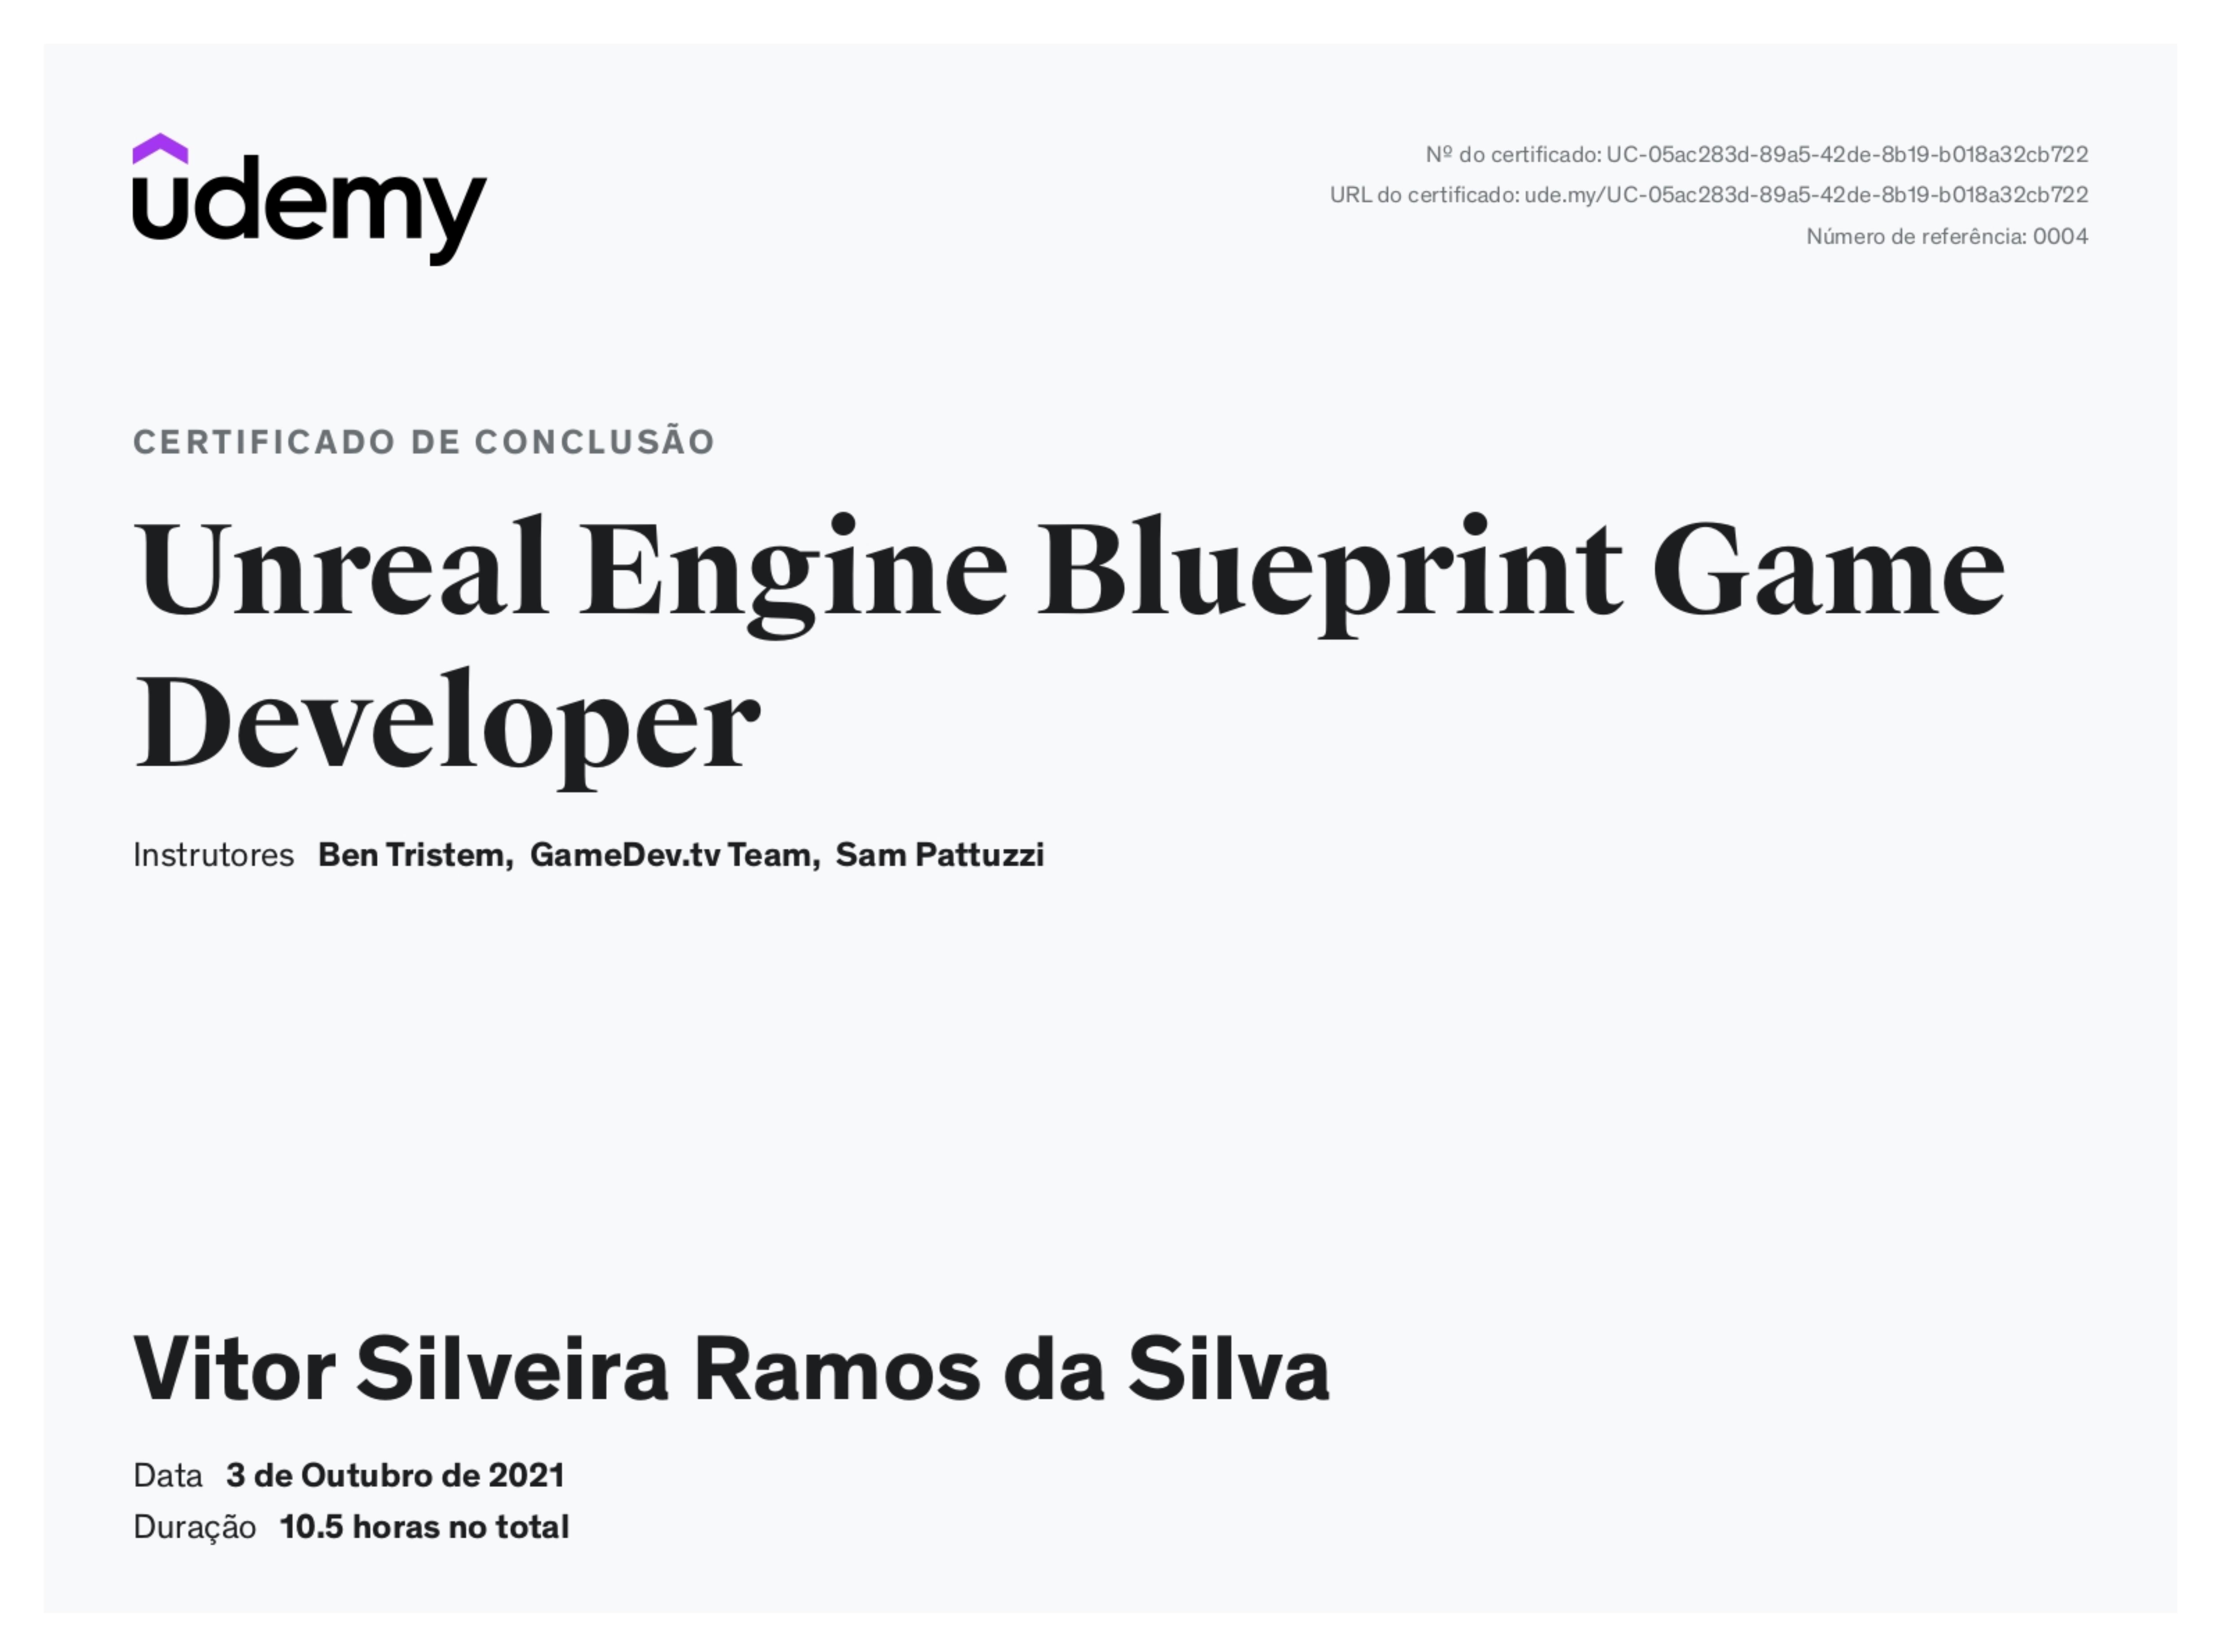 udemy
Nº do certificado: UC-05ac283d-89a5-42de-8b19-b018a32cb722
URL do certificado: ude.my/UC-05ac283d-89a5-42de-8b19-b018a32cb722
Número de referência: 0004
CERTIFICADO DE CONCLUSÃO
Unreal Engine Blueprint Game
Developer
Instrutores Ben Tristem, GameDev.tv Team, Sam Pattuzzi
Vitor Silveira Ramos da Silva
Data 3 de Outubro de 2021
Duração 10.5 horas no total